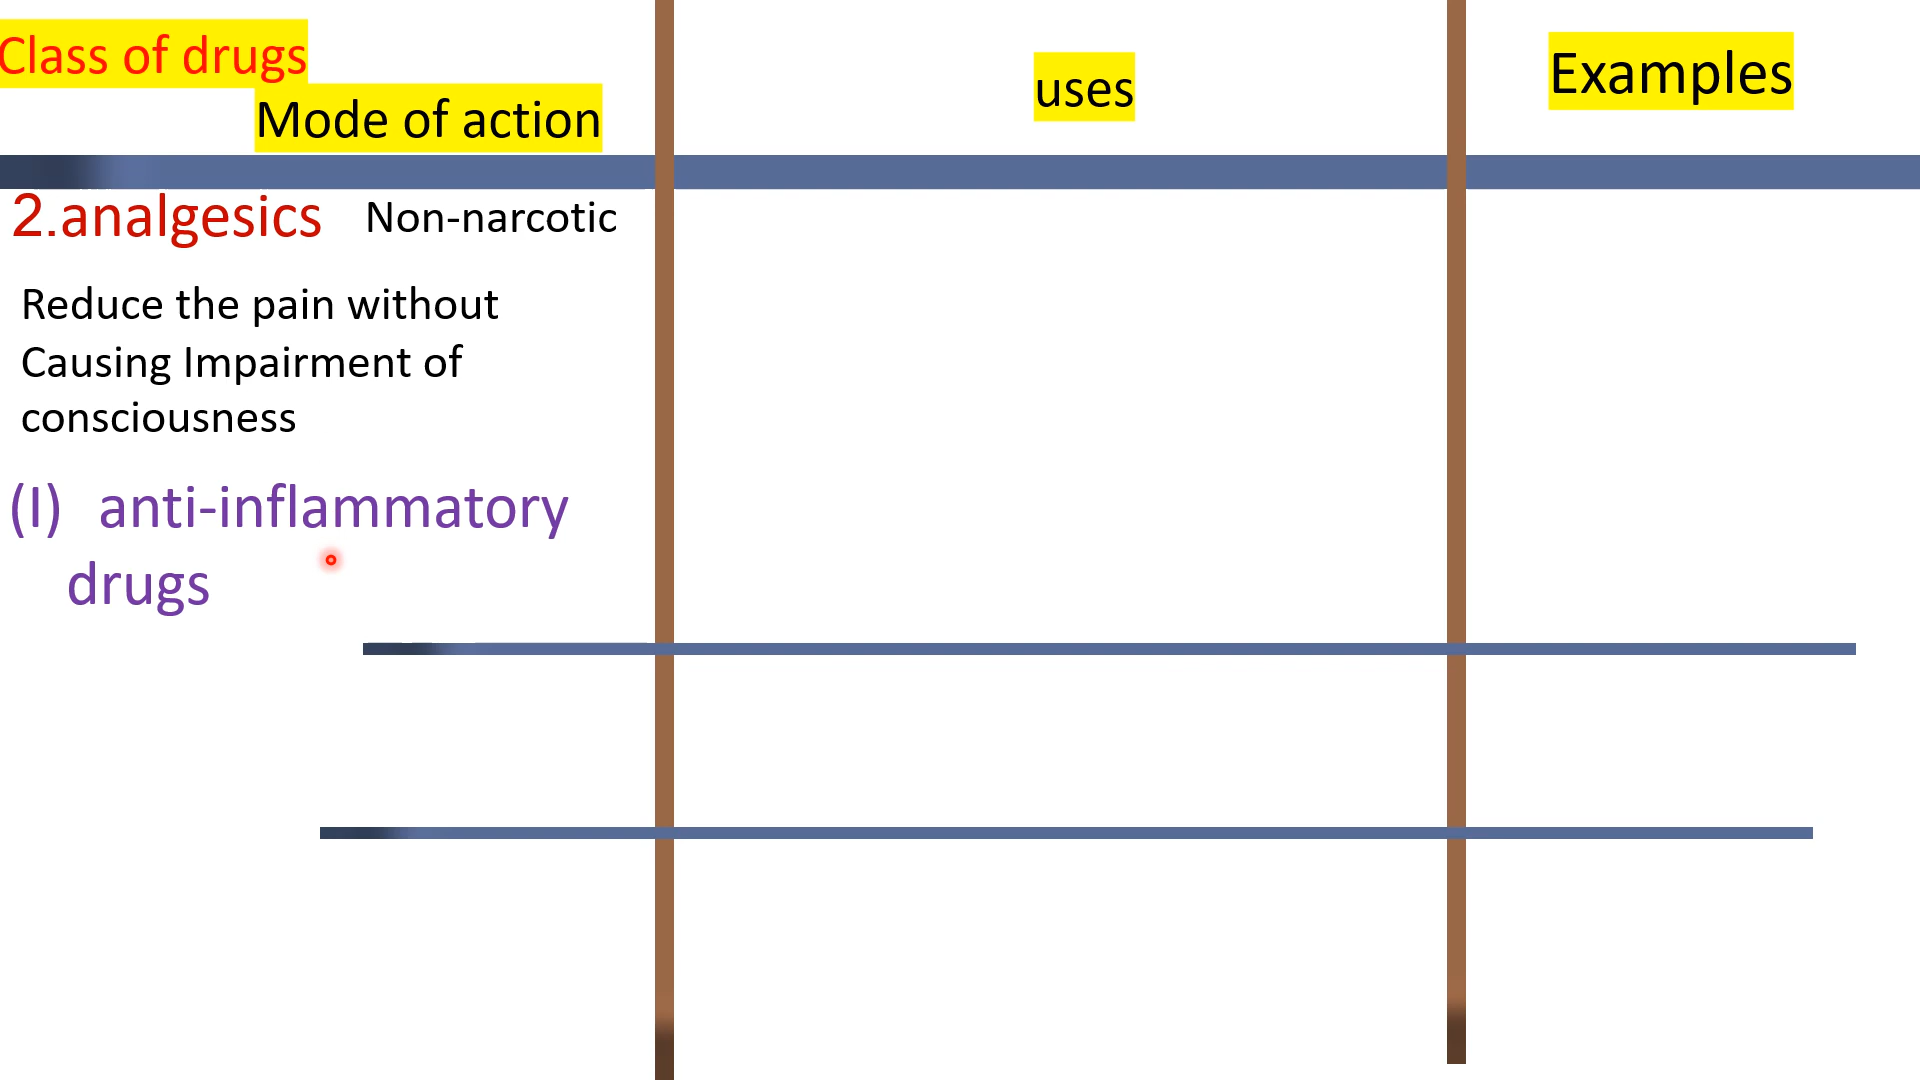 Class of drugs
Mode of action
uses
Examples
2.analgesics Non-narcotic
Reduce the pain without
Causing Impairment of
consciousness
(I) anti-inflammatory
drugs